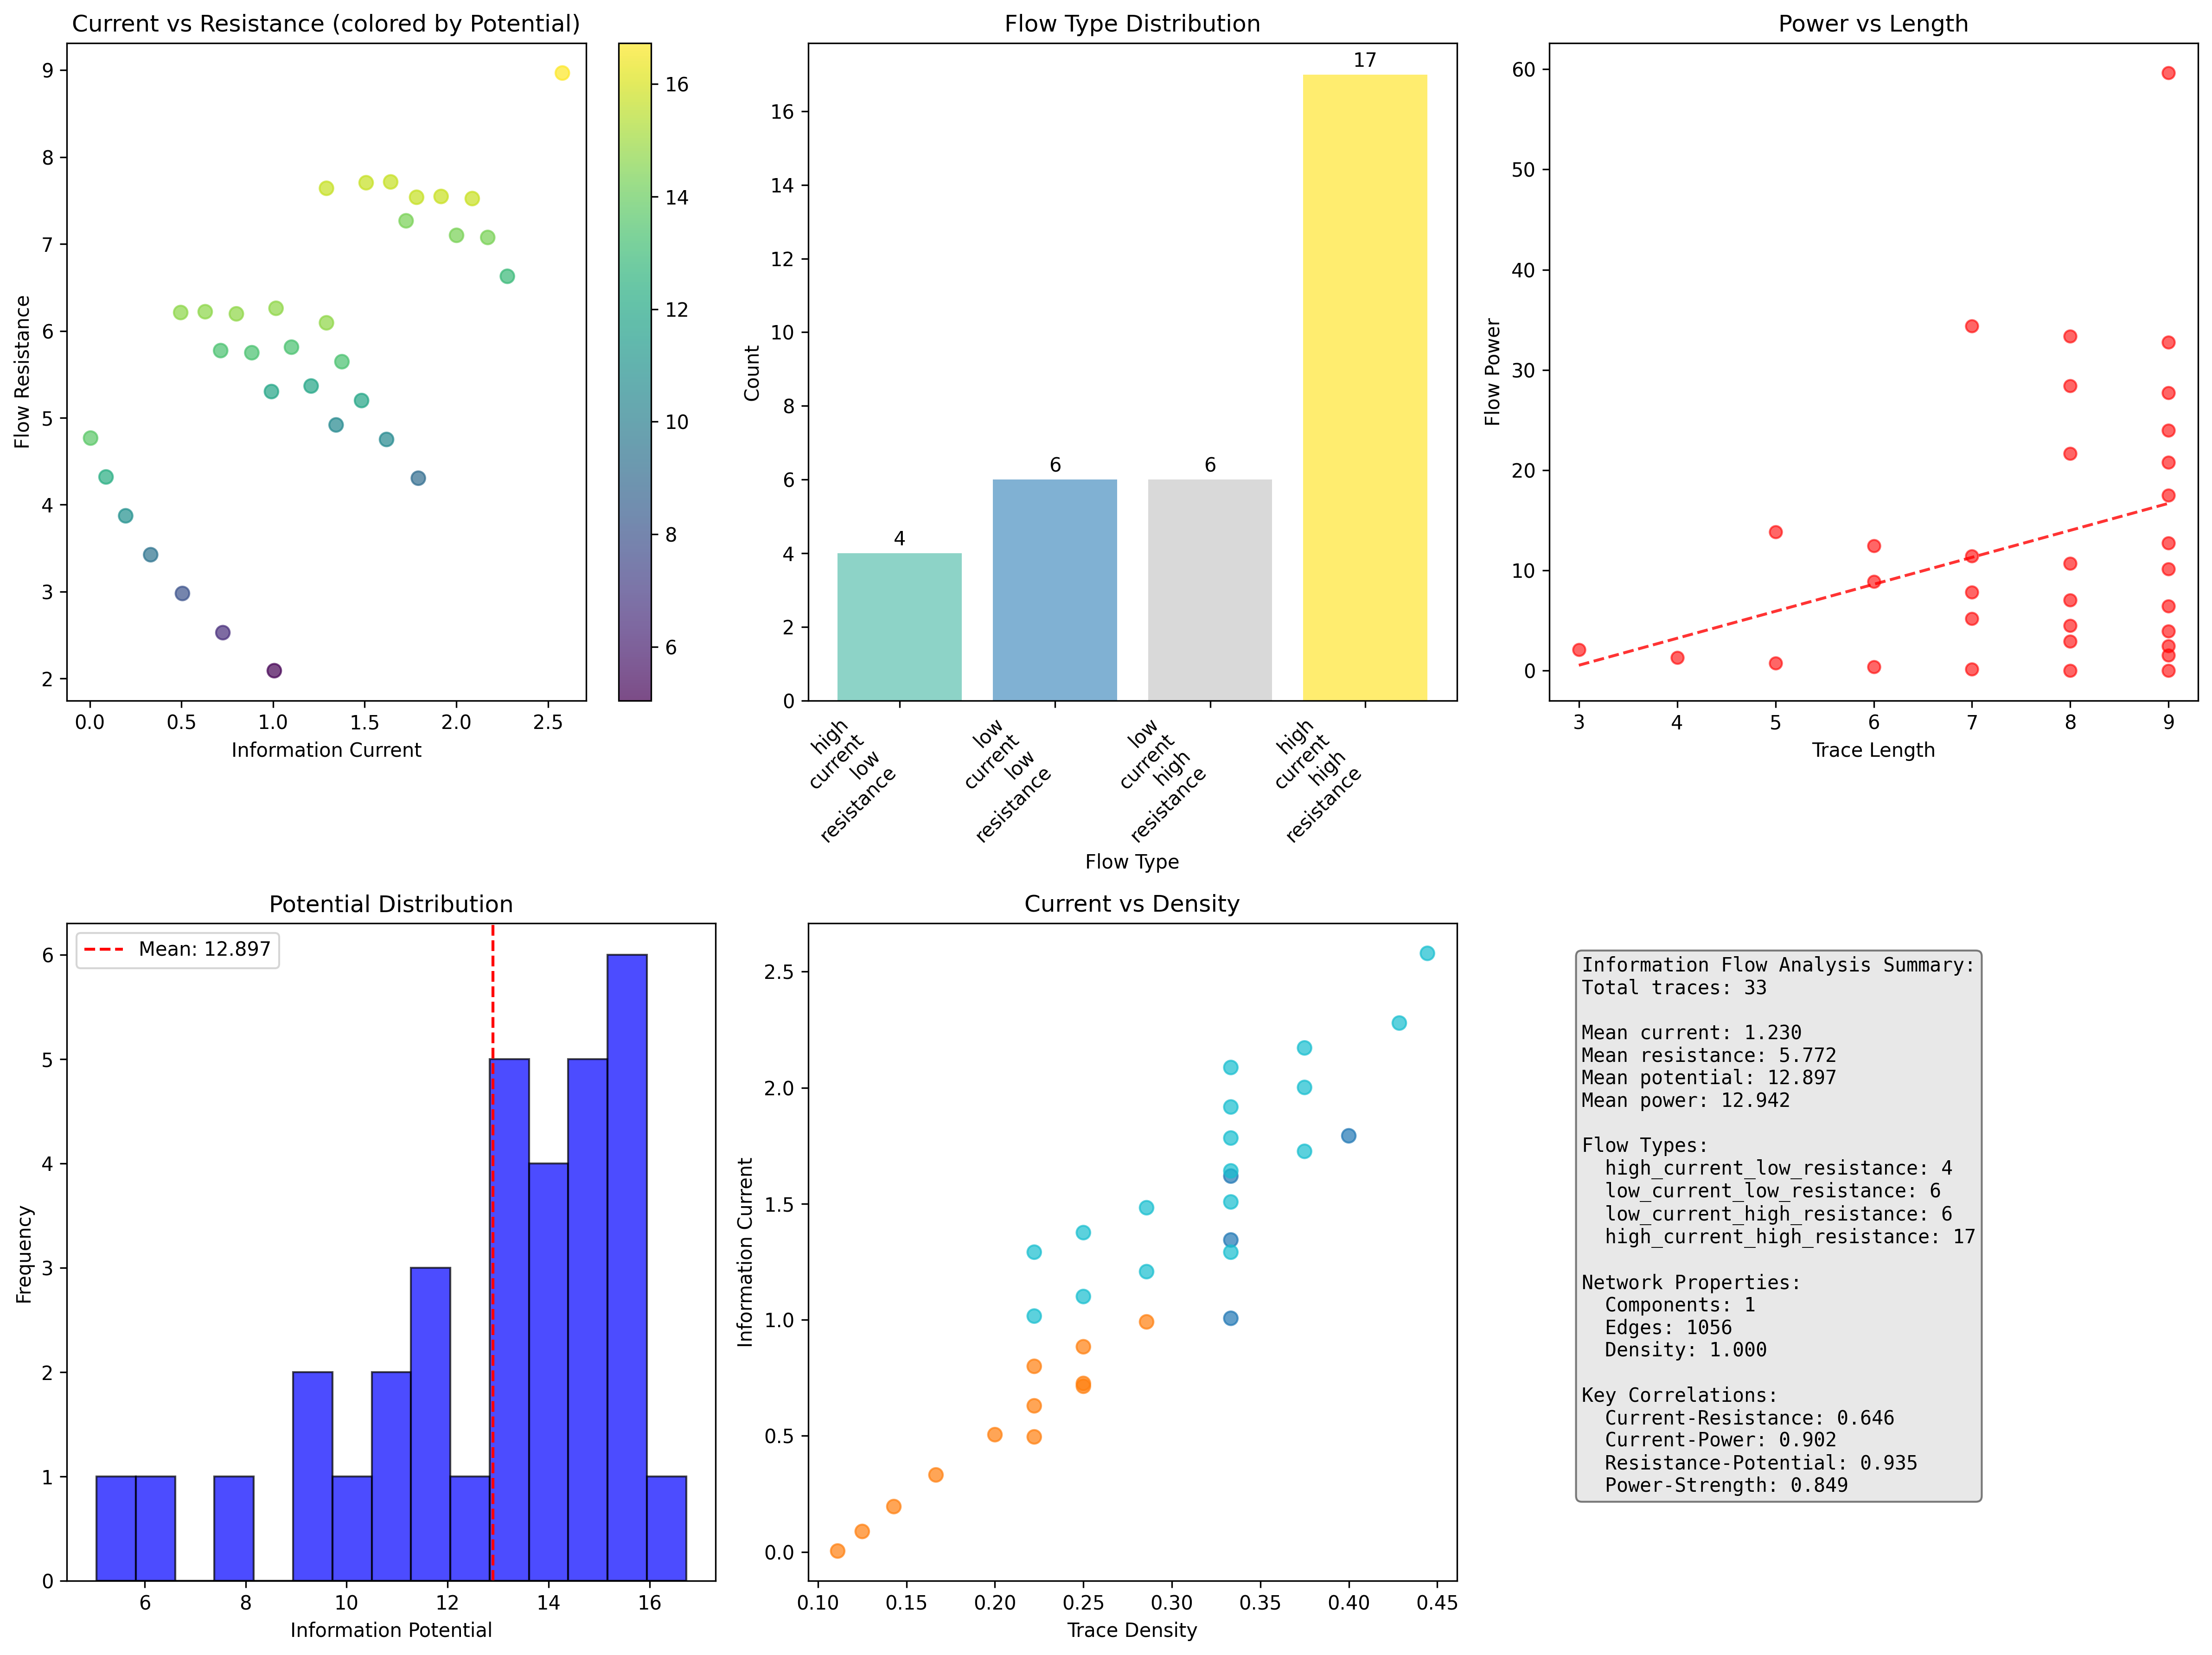 Current vs Resistance (colored by Potential)
9
8
7
6
5
4
3
2
Flow Resistance
0.0 0.5 1.0 1.5 2.0 2.5
Information Current
16
14
12
10
8
6
Flow Type Distribution
16
14
12
10
8
6
4
2
0
Count
4
6
6
17
high
current
low
resistance
low
current
low
resistance
low
current
high
resistance
high
current
high
resistance
Flow Type
Power vs Length
60
50
40
30
20
10
0
Flow Power
3 4 5 6 7 8 9
Trace Length
Potential Distribution
Mean: 12.897
6
5
4
3
2
1
0
Frequency
6 8 10 12 14 16
Information Potential
Current vs Density
2.5
2.0
1.5
1.0
0.5
0.0
Information Current
0.10 0.15 0.20 0.25 0.30 0.35 0.40 0.45
Trace Density
Information Flow Analysis Summary:
Total traces: 33
Mean current: 1.230
Mean resistance: 5.772
Mean potential: 12.897
Mean power: 12.942
Flow Types:
high_current_low_resistance: 4
low_current_low_resistance: 6
low_current_high_resistance: 6
high_current_high_resistance: 17
Network Properties:
Components: 1
Edges: 1056
Density: 1.000
Key Correlations:
Current-Resistance: 0.646
Current-Power: 0.902
Resistance-Potential: 0.935
Power-Strength: 0.849